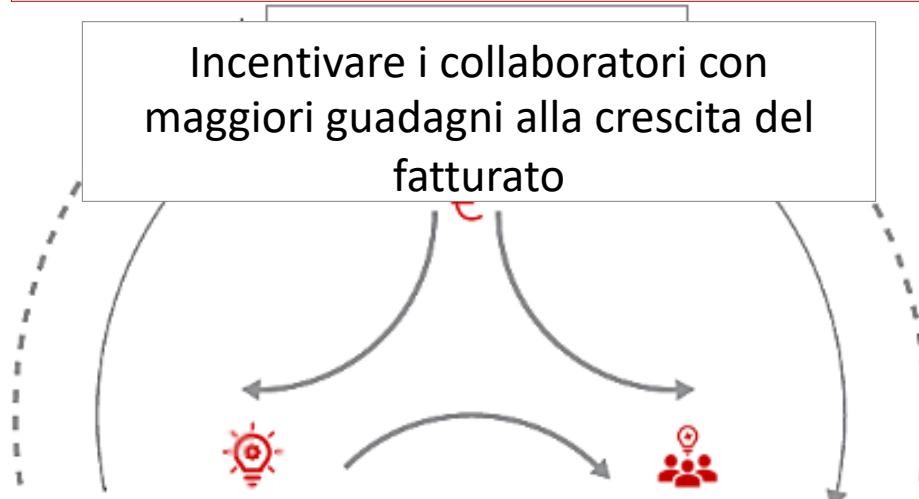 Incentivare i collaboratori con
maggiori guadagni alla crescita del
fatturato